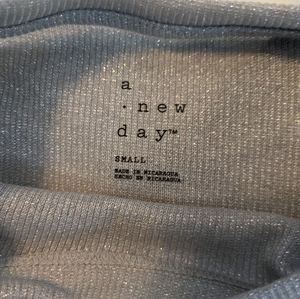 a
· new
day™
SMALL
MADE IN NICARAGUA
HECHO EN NICARAGUA